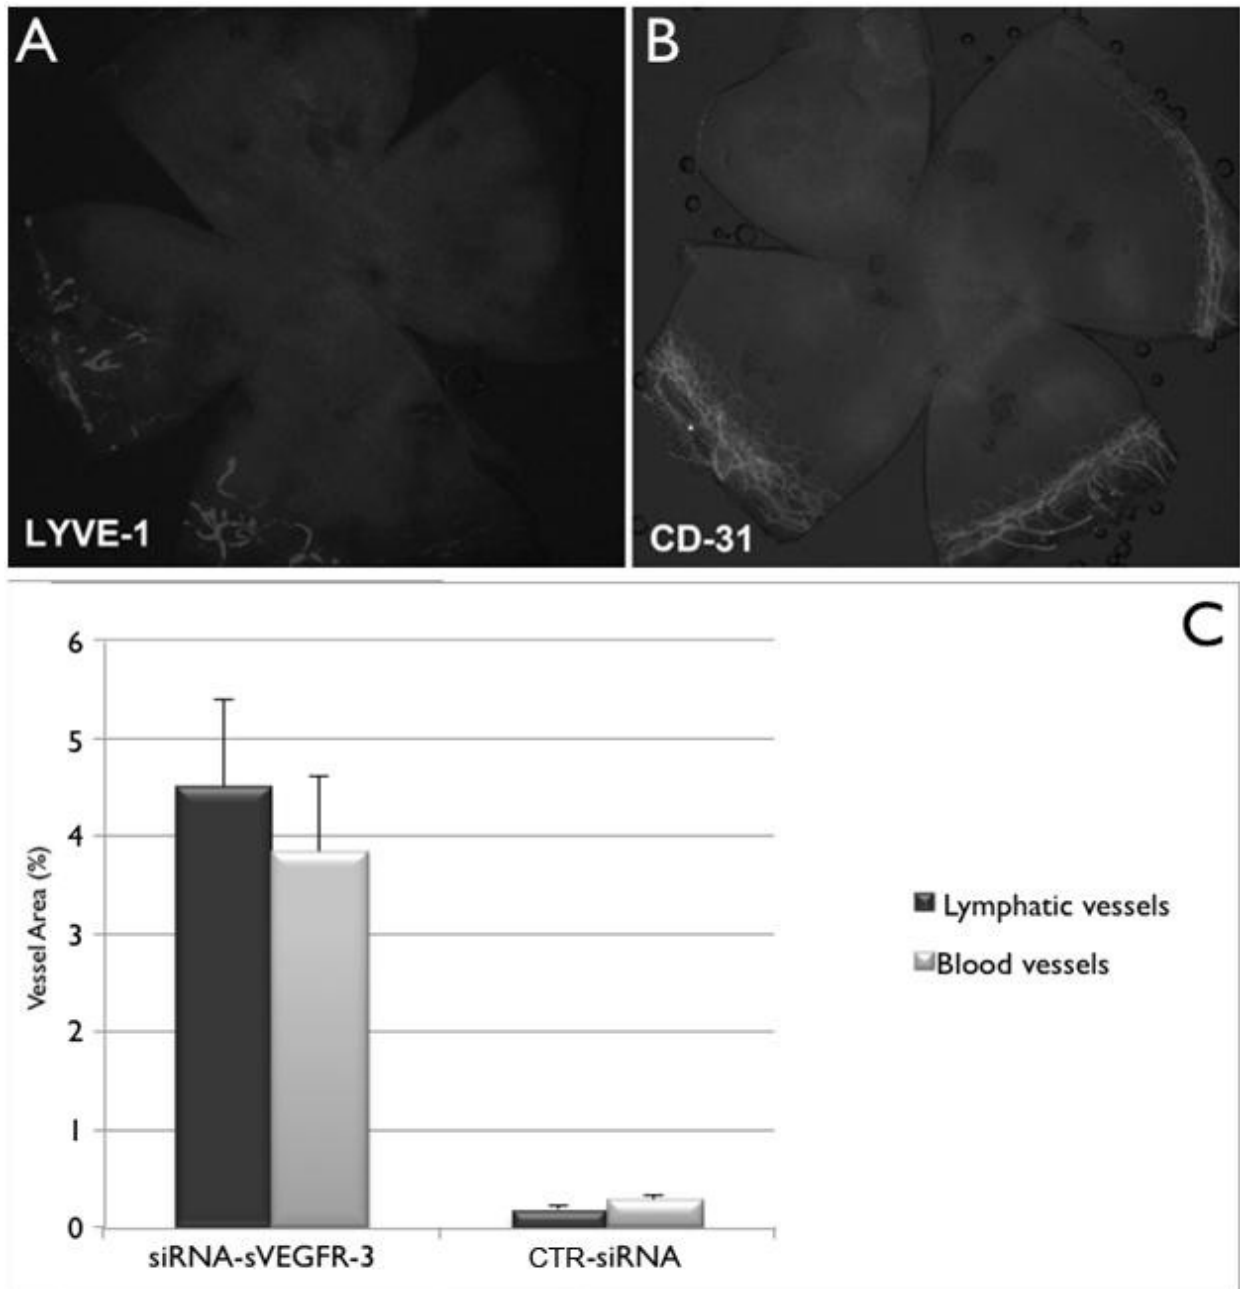 A
LYVE-1
B
CD-31
C
6
5
4
3
2
1
0
Vessel Area (%)
siRNA-sVEGFR-3
CTR-siRNA
Lymphatic vessels
Blood vessels